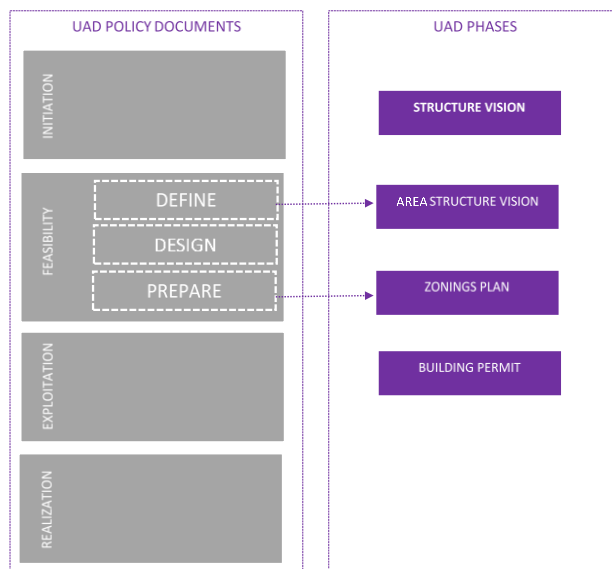 UAD POLICY DOCUMENTS
INITIATION
FEASIBILITY
DEFINE
DESIGN
PREPARE
EXPLOITATION
REALIZATION
UAD PHASES
STRUCTURE VISION
AREA STRUCTURE VISION
ZONINGS PLAN
BUILDING PERMIT